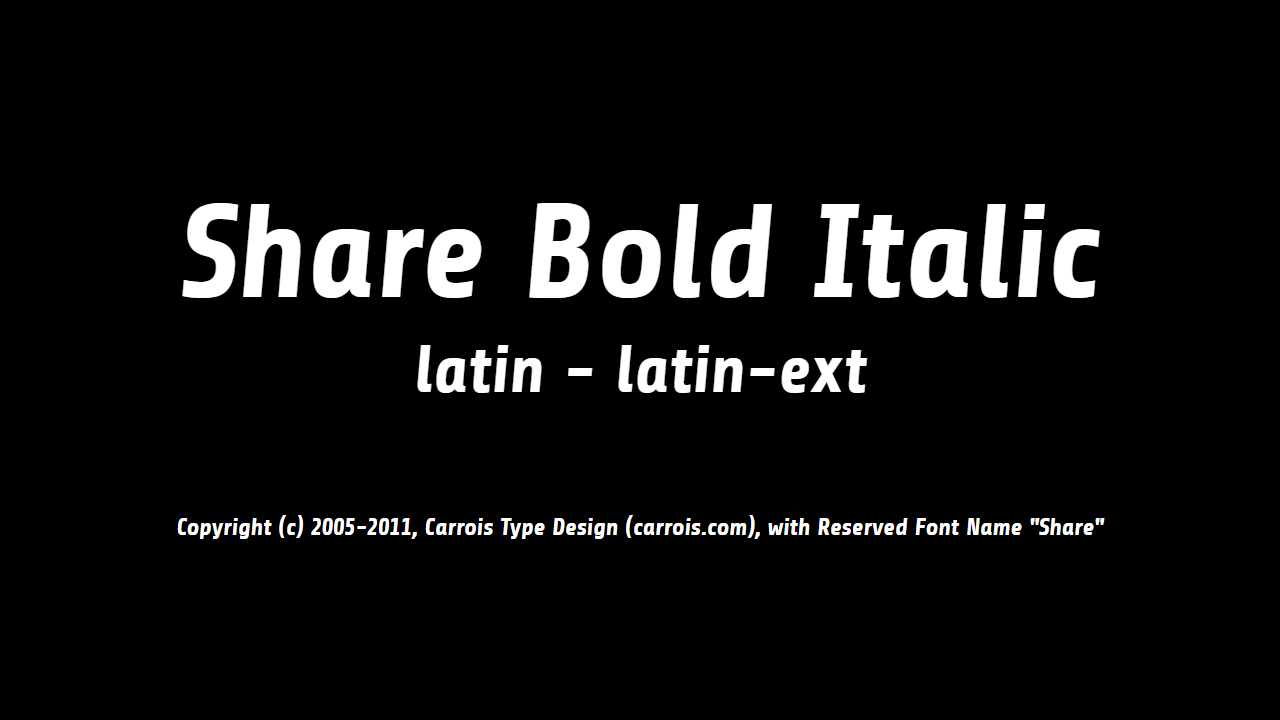 Share Bold Italic
latin - latin-ext
Copyright (c) 2005-2011, Carrois Type Design (carrois.com), with Reserved Font Name "Share"